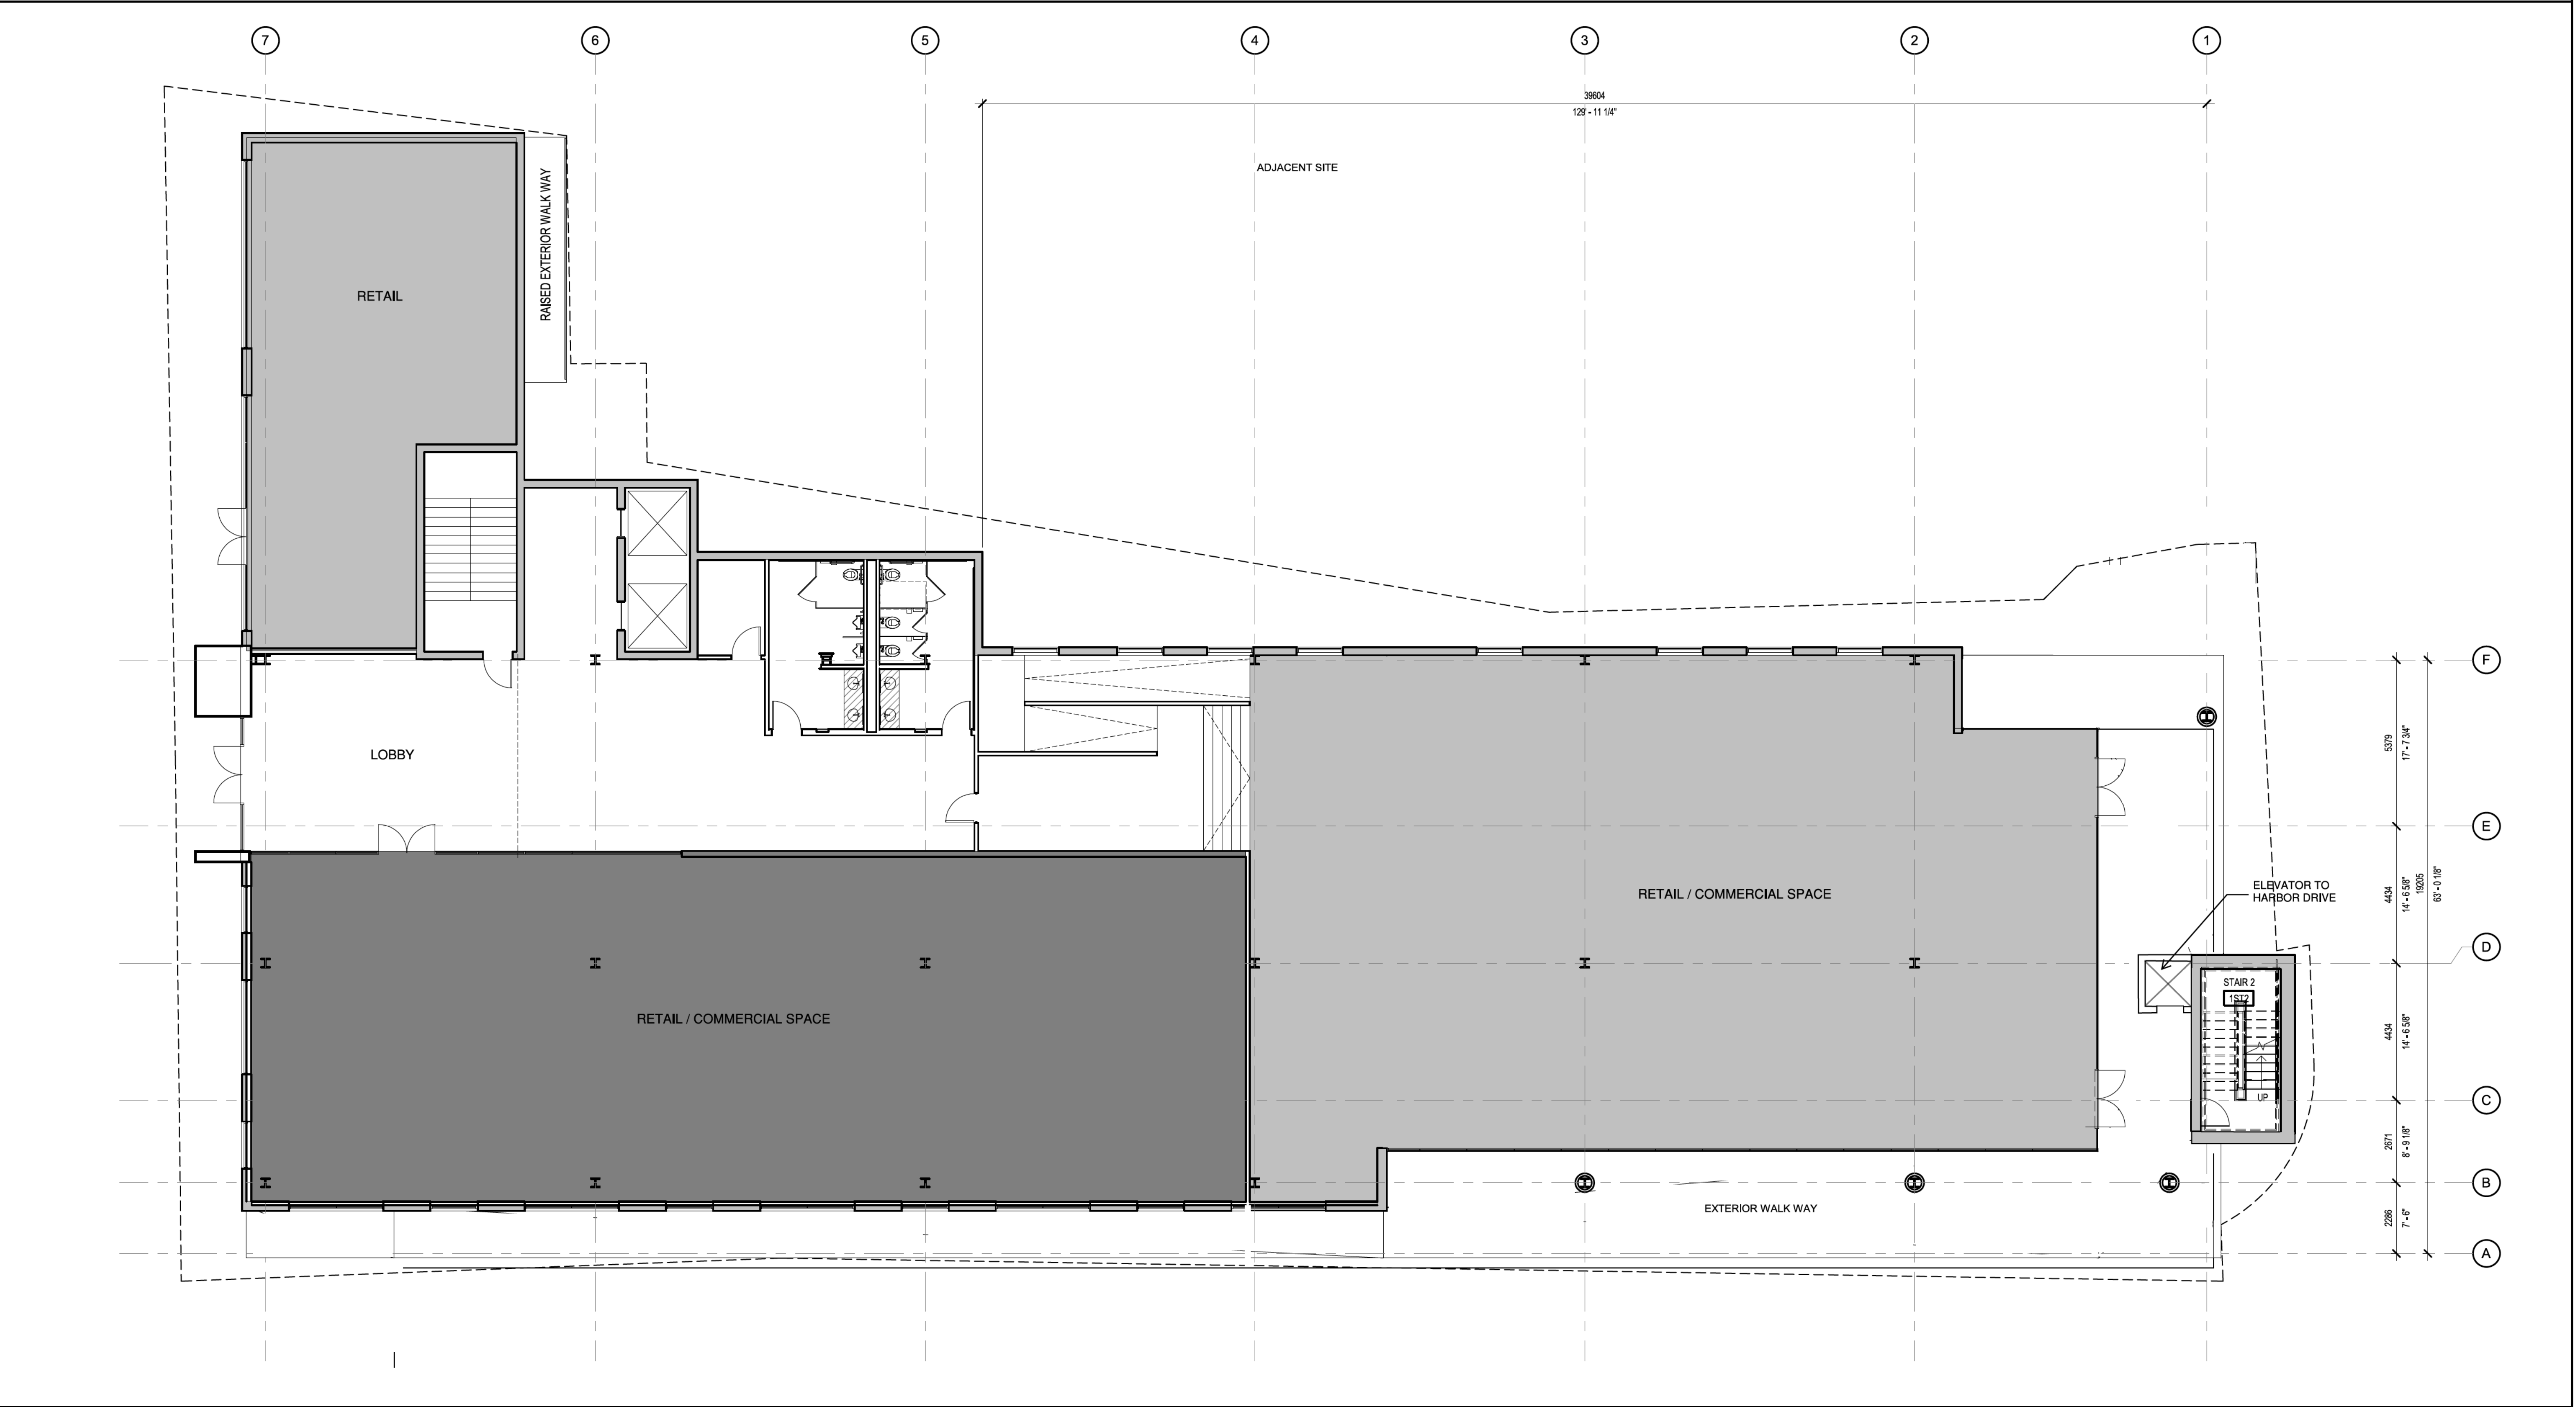 7
6
5
4
3
2
1
39604
129' - 11 1/4"
ADJACENT SITE
RAISED EXTERIOR WALK WAY
RETAIL
LOBBY
RETAIL / COMMERCIAL SPACE
RETAIL / COMMERCIAL SPACE
ELEVATOR TO
HARBOR DRIVE
STAIR 2
1ST2
UP
EXTERIOR WALK WAY
5379
17' - 7 3/4"
4434
14' - 6 5/8"
19205
63' - 0 1/8"
4434
14' - 6 5/8"
2671
8' - 9 1/8"
2286
7' - 6"
F
E
D
C
B
A